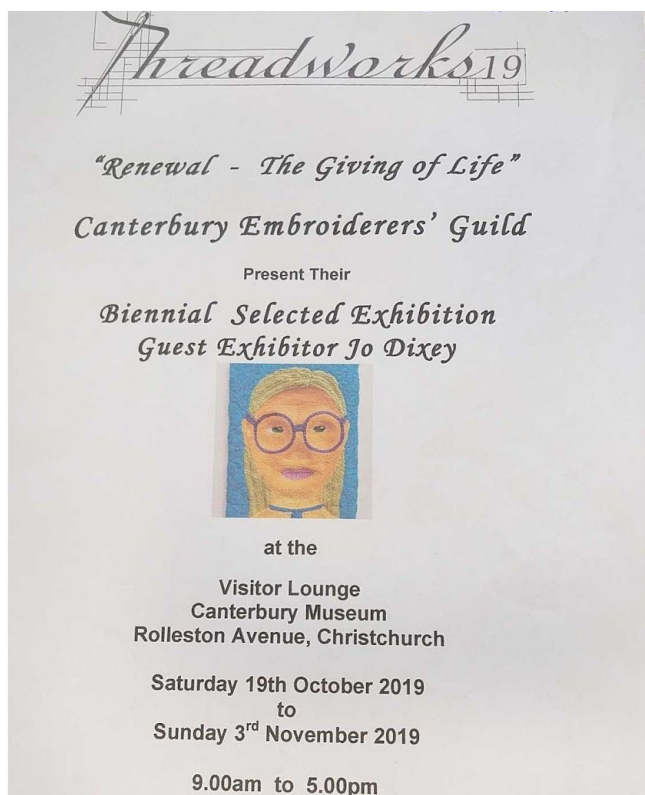 Threadworks 19
"Renewal - The Giving of Life"
Canterbury Embroiderers' Guild
Present Their
Biennial Selected Exhibition
Guest Exhibitor Jo Dixey
at the
Visitor Lounge
Canterbury Museum
Rolleston Avenue, Christchurch
Saturday 19th October 2019
to
Sunday 3rd November 2019
9.00am to 5.00pm